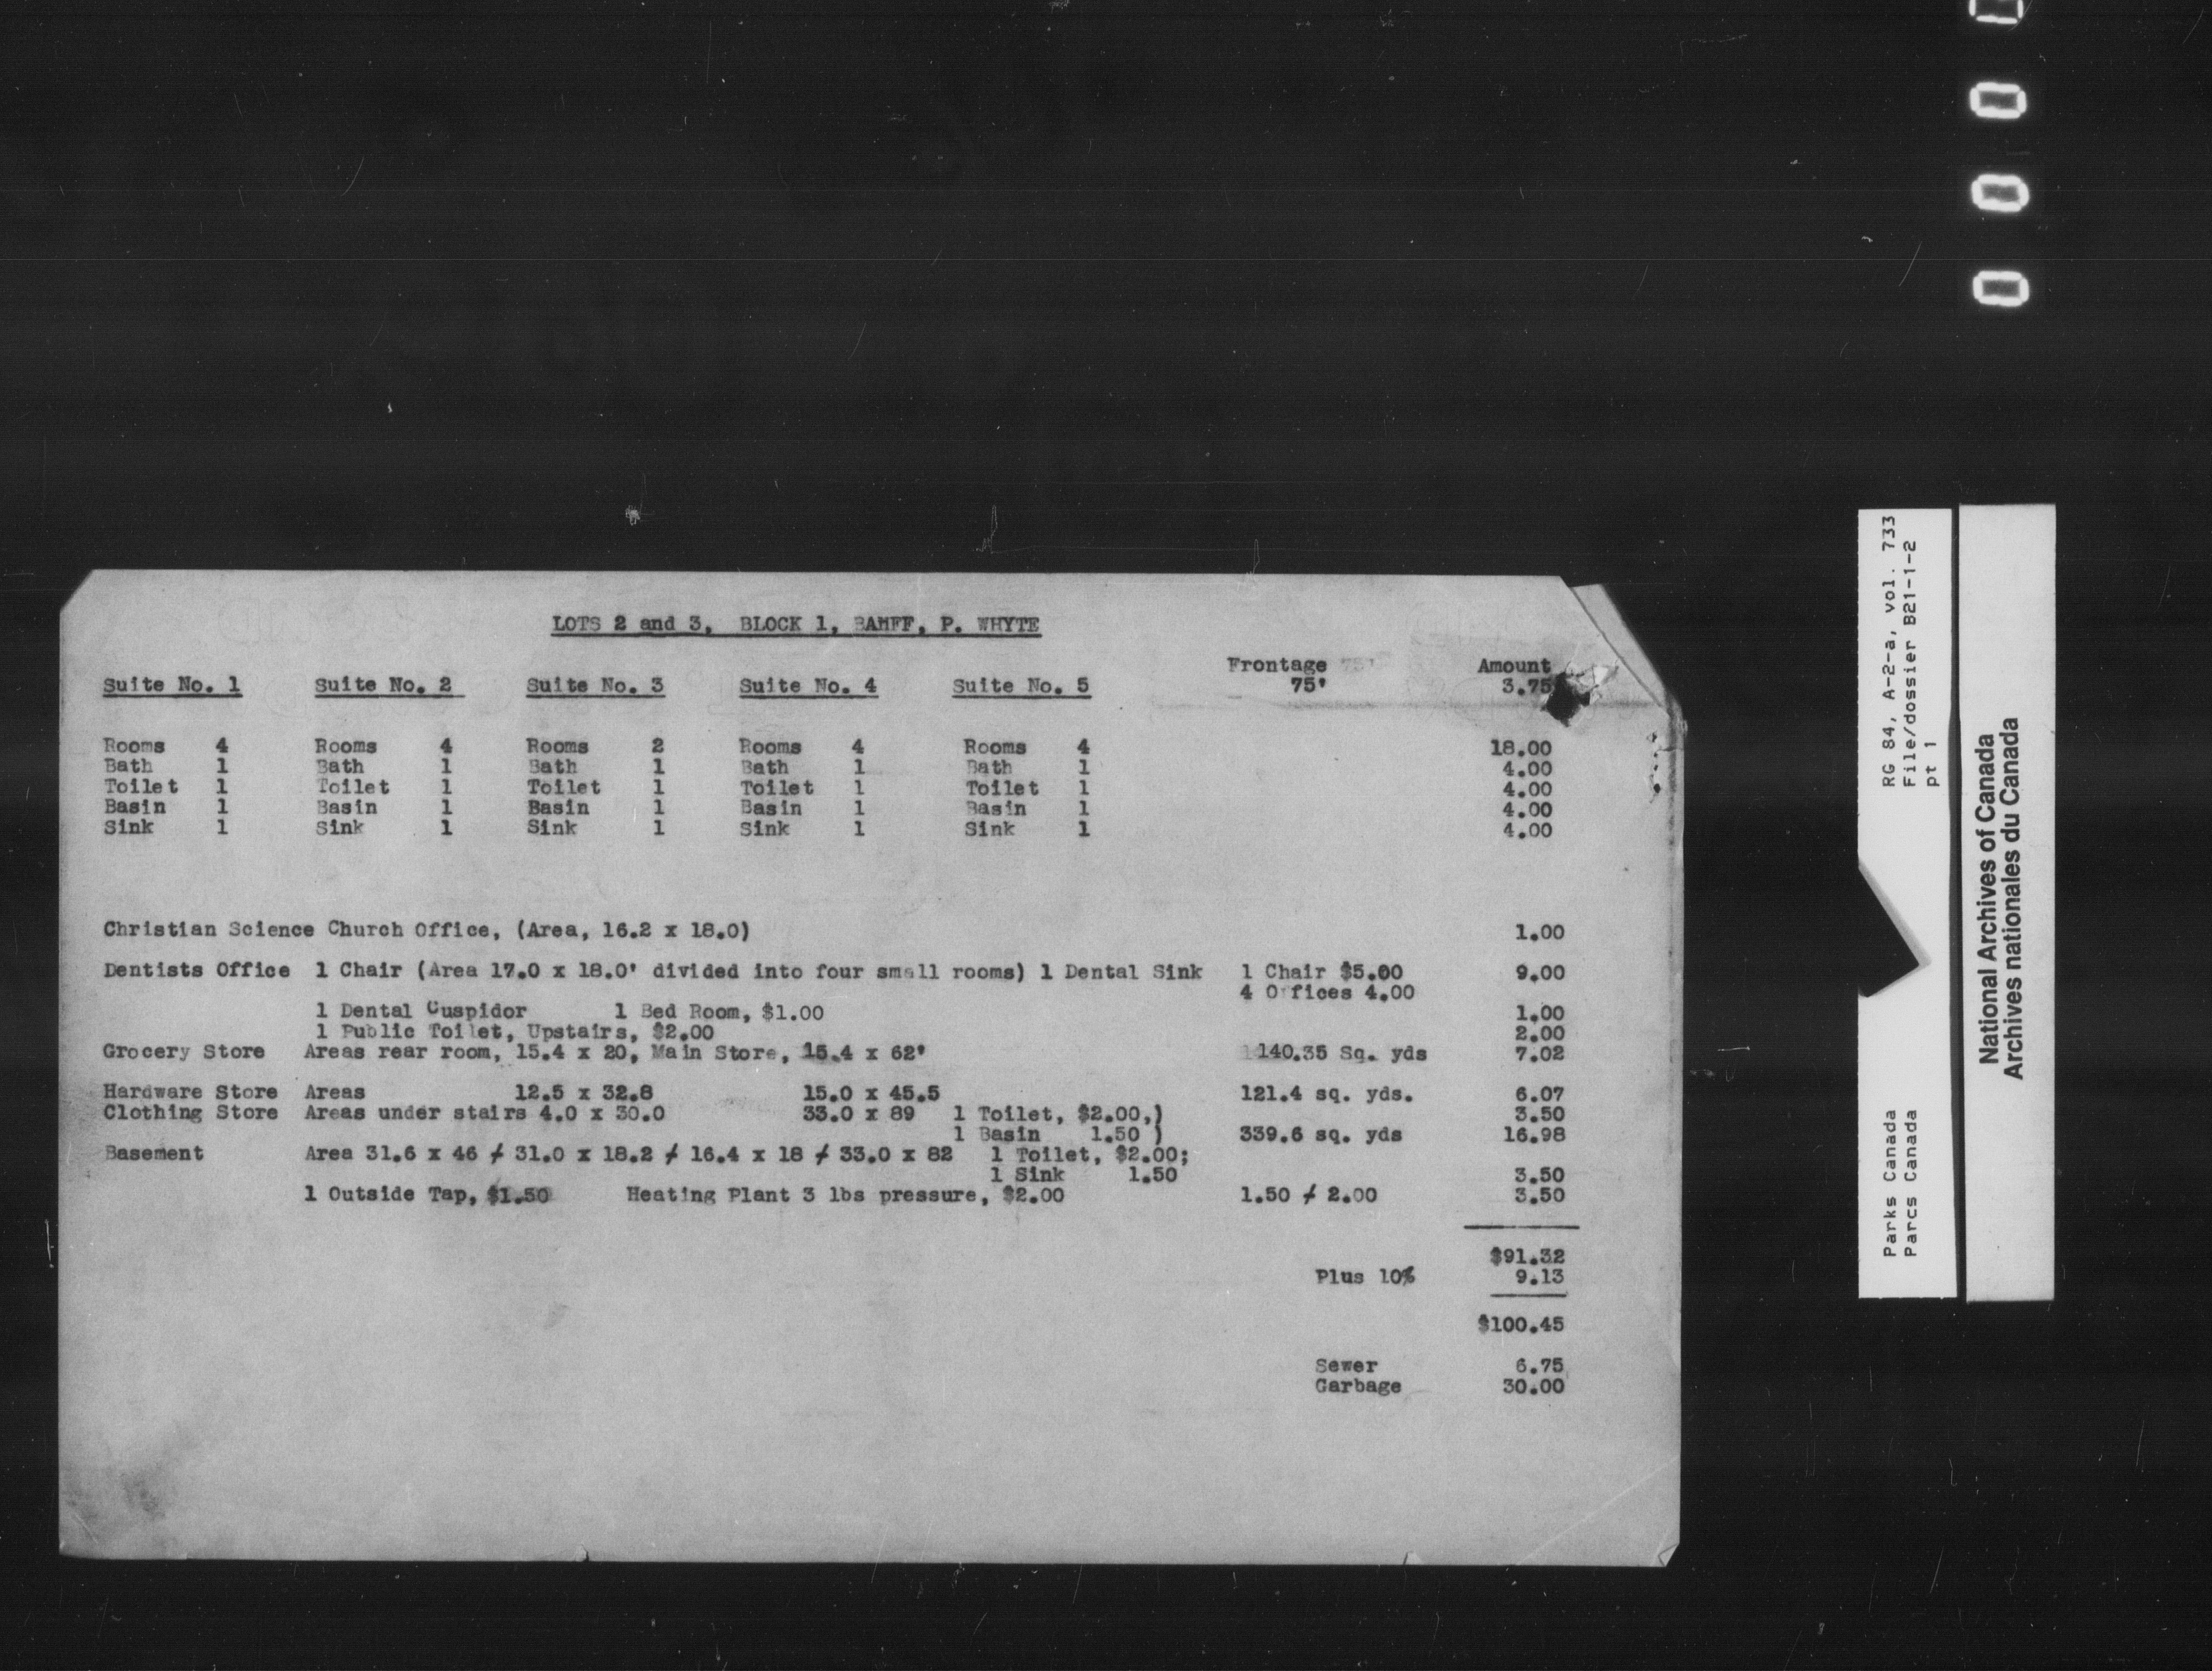 LOTS 2 and 3, BLOCK 1, BAMFF, P. WHYTE
Frontage 75' Amount
Suite No. 1 Suite No. 2 Suite No. 3 Suite No. 4 Suite No. 5 75' 3.75
Rooms 4 Rooms 4 Rooms 2 Rooms 4 Rooms 4 18.00
Bath 1 Bath 1 Bath 1 Bath 1 Bath 1 4.00
Toilet 1 Toilet 1 Toilet 1 Toilet 1 Toilet 1 4.00
Basin 1 Basin 1 Basin 1 Basin 1 Basin 1 4.00
Sink 1 Sink 1 Sink 1 Sink 1 Sink 1 4.00
Christian Science Church Office, (Area, 16.2 x 18.0) 1.00
Dentists Office 1 Chair (Area 17.0 x 18.0' divided into four small rooms) 1 Dental Sink 1 Chair $5.00 9.00
4 Offices 4.00
1 Dental Cuspidor 1 Bed Room, $1.00 1.00
1 Public Toilet, Upstairs, $2.00 2.00
Grocery Store Areas rear room, 15.4 x 20, Main Store, 15.4 x 62' 140.35 Sq. yds 7.02
Hardware Store Areas 12.5 x 32.8 15.0 x 45.5 121.4 sq. yds. 6.07
Clothing Store Areas under stairs 4.0 x 30.0 33.0 x 89 1 Toilet, $2.00,) 3.50
1 Basin 1.50 ) 339.6 sq. yds 16.98
Basement Area 31.6 x 46 ≠ 31.0 x 18.2 ≠ 16.4 x 18 ≠ 33.0 x 82 1 Toilet, $2.00;
1 Sink 1.50 3.50
1 Outside Tap, $1.50 Heating Plant 3 lbs pressure, $2.00 1.50 ≠ 2.00 3.50
$91.32
Plus 10% 9.13
$100.45
Sewer 6.75
Garbage 30.00
RG 84, A-2-a, vol. 733
File/dossier B21-1-2
pt 1
Parks Canada
Parcs Canada
National Archives of Canada
Archives nationales du Canada
0 0 0